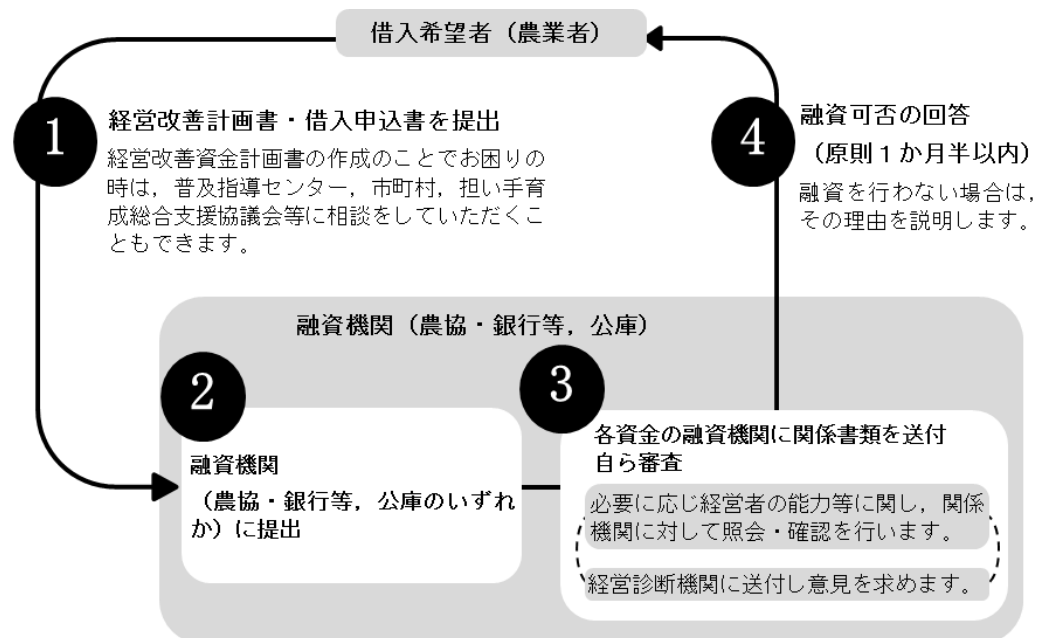 借入希望者（農業者）
1
経営改善計画書・借入申込書を提出
経営改善資金計画書の作成のことでお困りの
時は，普及指導センター，市町村，担い手育
成総合支援協議会等に相談をしていただくこ
ともできます。
4
融資可否の回答
（原則１か月半以内）
融資を行わない場合は，
その理由を説明します。
融資機関（農協・銀行等，公庫）
2
融資機関
（農協・銀行等，公庫のいずれ
か）に提出
3
各資金の融資機関に関係書類を送付
自ら審査
必要に応じ経営者の能力等に関し，関係
機関に対して照会・確認を行います。
経営診断機関に送付し意見を求めます。